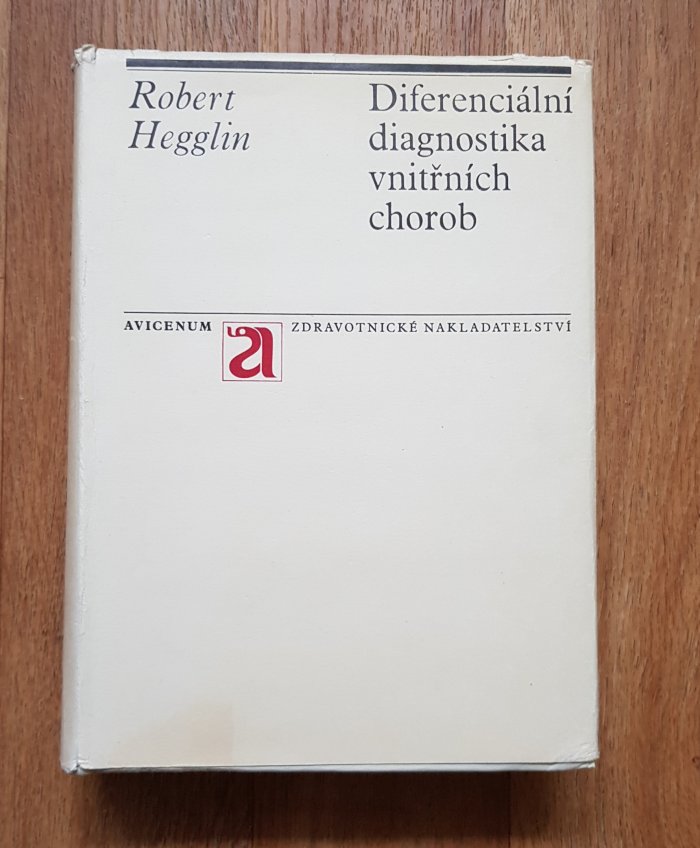 Robert
Hegglin
Diferenciální
diagnostika
vnitřních
chorob
AVICENUM
ZDRAVOTNICKÉ NAKLADATELSTVÍ